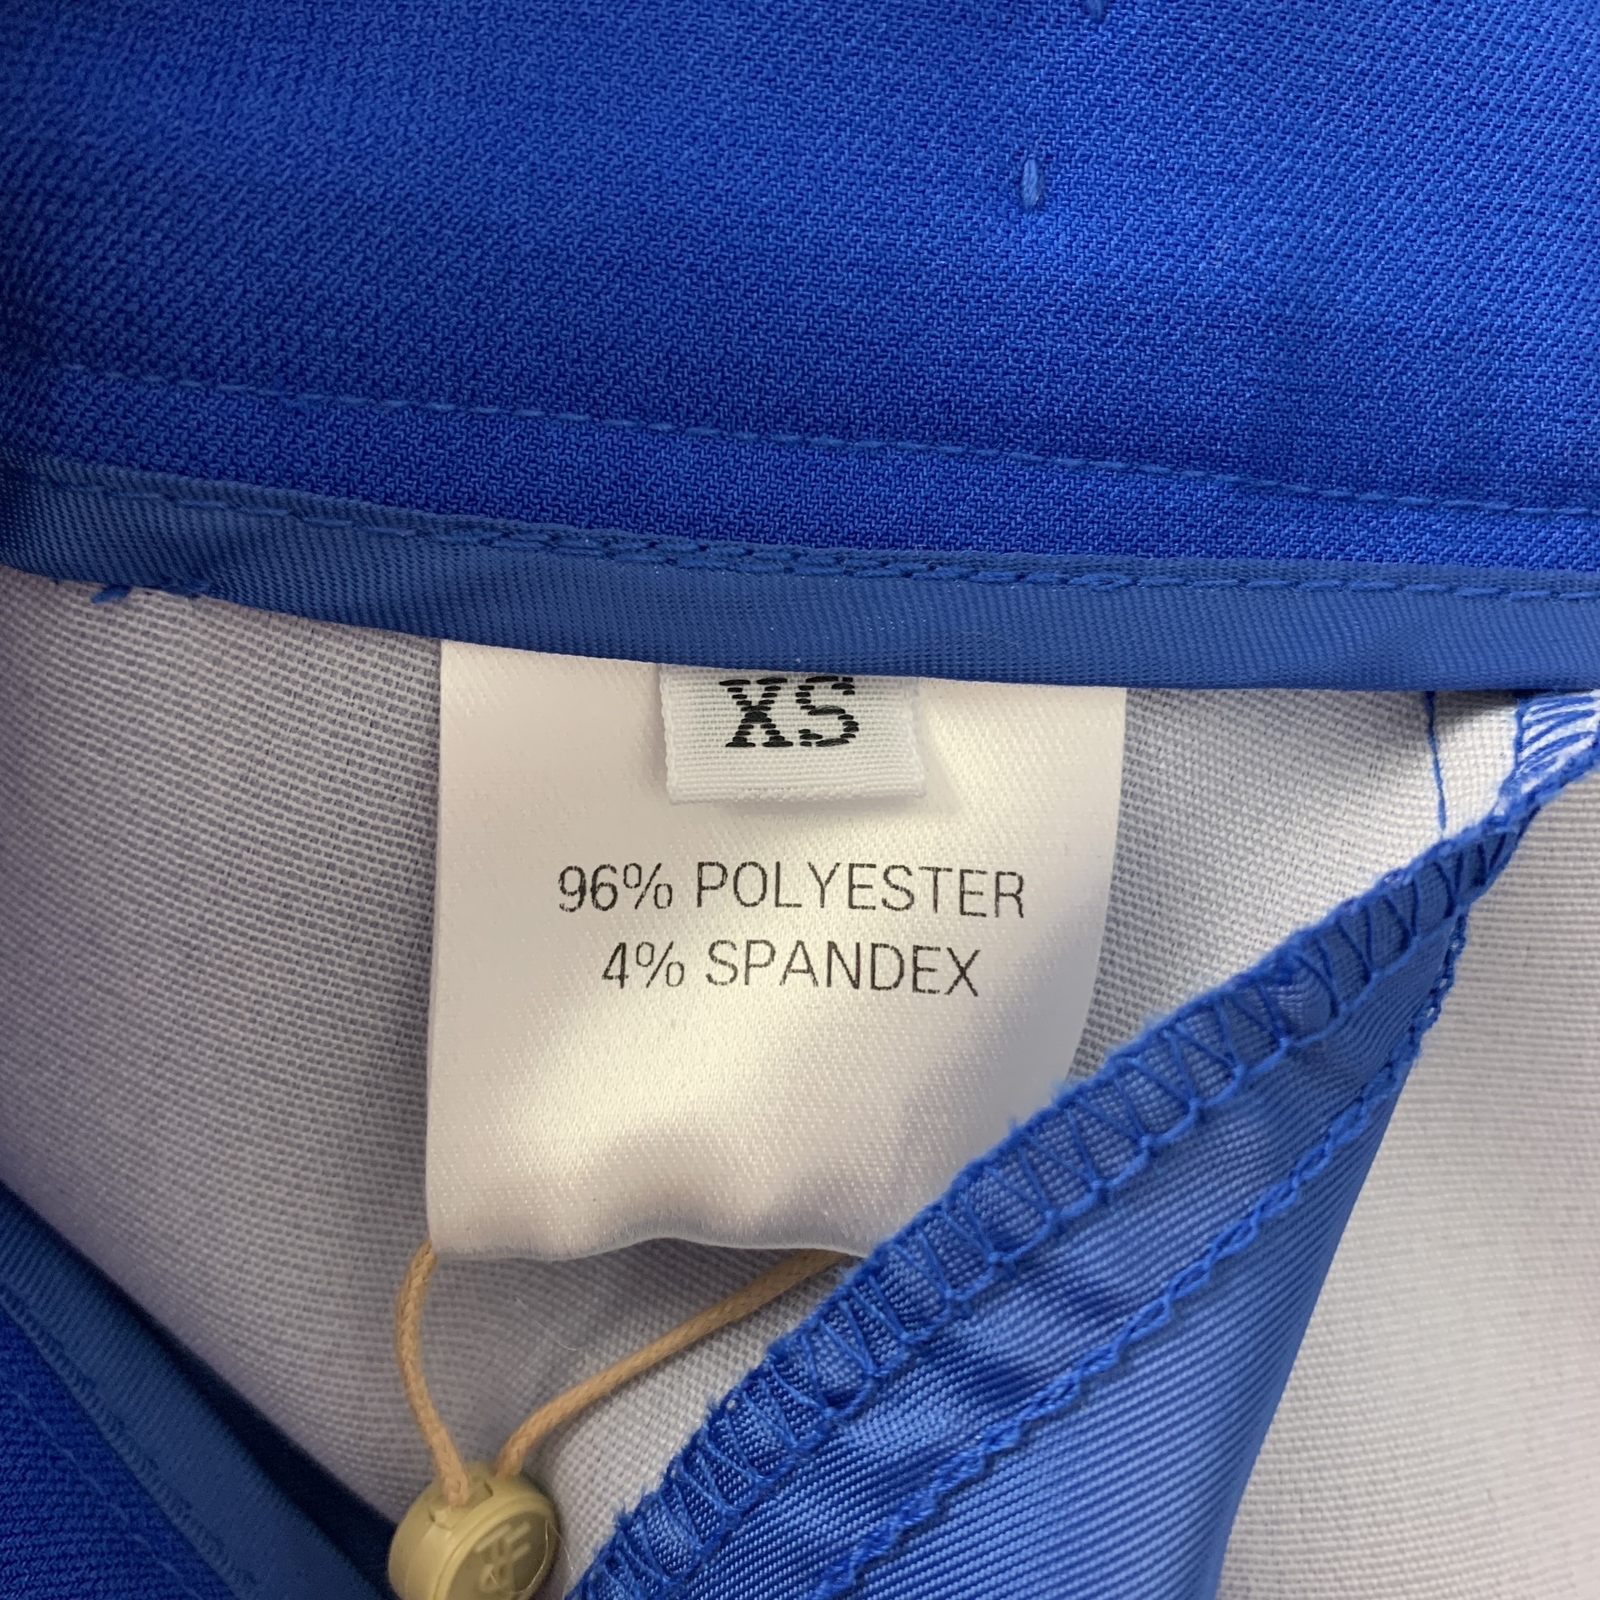 XS
96% POLYESTER
4% SPANDEX